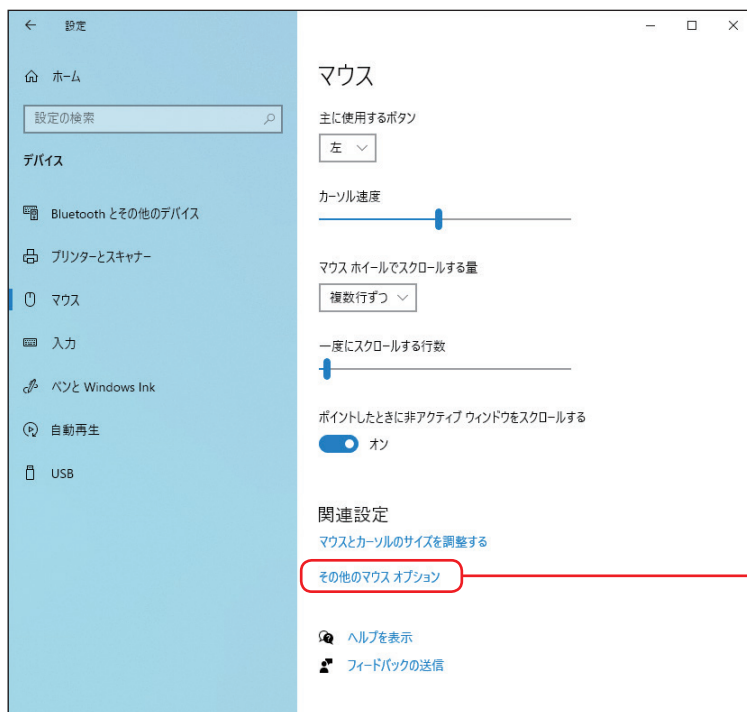 設定
ホーム
設定の検索
デバイス
Bluetooth とその他のデバイス
プリンターとスキャナー
マウス
入力
ペンと Windows Ink
自動再生
USB
マウス
主に使用するボタン
左
カーソル速度
マウス ホイールでスクロールする量
複数行ずつ
一度にスクロールする行数
ポイントしたときに非アクティブ ウィンドウをスクロールする
オン
関連設定
マウスとカーソルのサイズを調整する
その他のマウス オプション
ヘルプを表示
フィードバックの送信